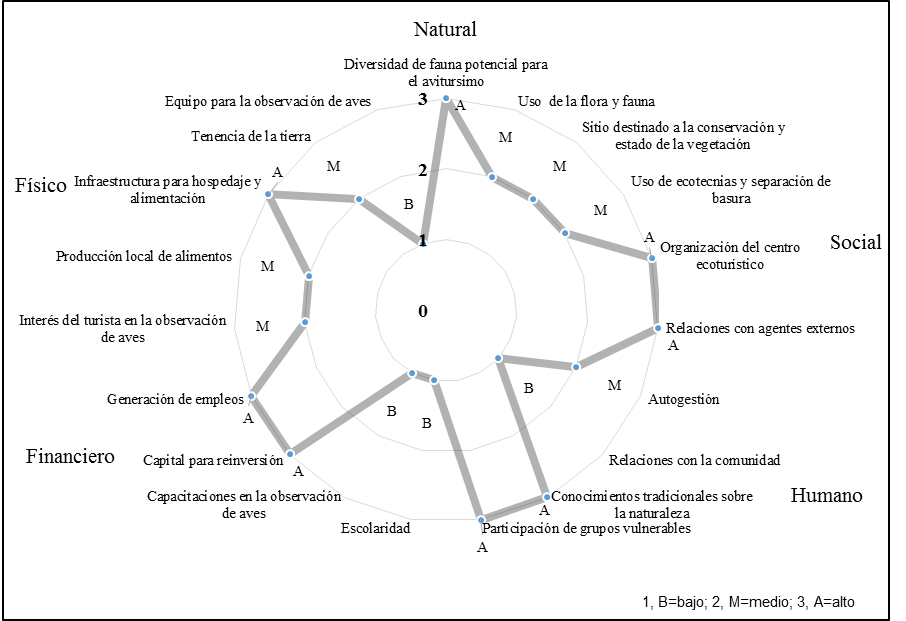 Natural
Diversidad de fauna potencial para
el avitursimo
Equipo para la observación de aves
3
A
Uso de la flora y fauna
Tenencia de la tierra
M
Sitio destinado a la conservación y
estado de la vegetación
A
M
2
M
Físico
Infraestructura para hospedaje y
alimentación
Uso de ecotecnias y separación de
basura
B
M
1
A
Social
Organización del centro
ecoturístico
Producción local de alimentos
M
0
Interés del turista en la observación
de aves
M
Relaciones con agentes externos
A
Generación de empleos
A
B
M
Autogestión
B
B
Financiero
Capital para reinversión
A
Relaciones con la comunidad
Capacitaciones en la observación
de aves
Humano
Conocimientos tradicionales sobre
la naturaleza
A
Escolaridad
Participación de grupos vulnerables
A
1, B=bajo; 2, M=medio; 3, A=alto